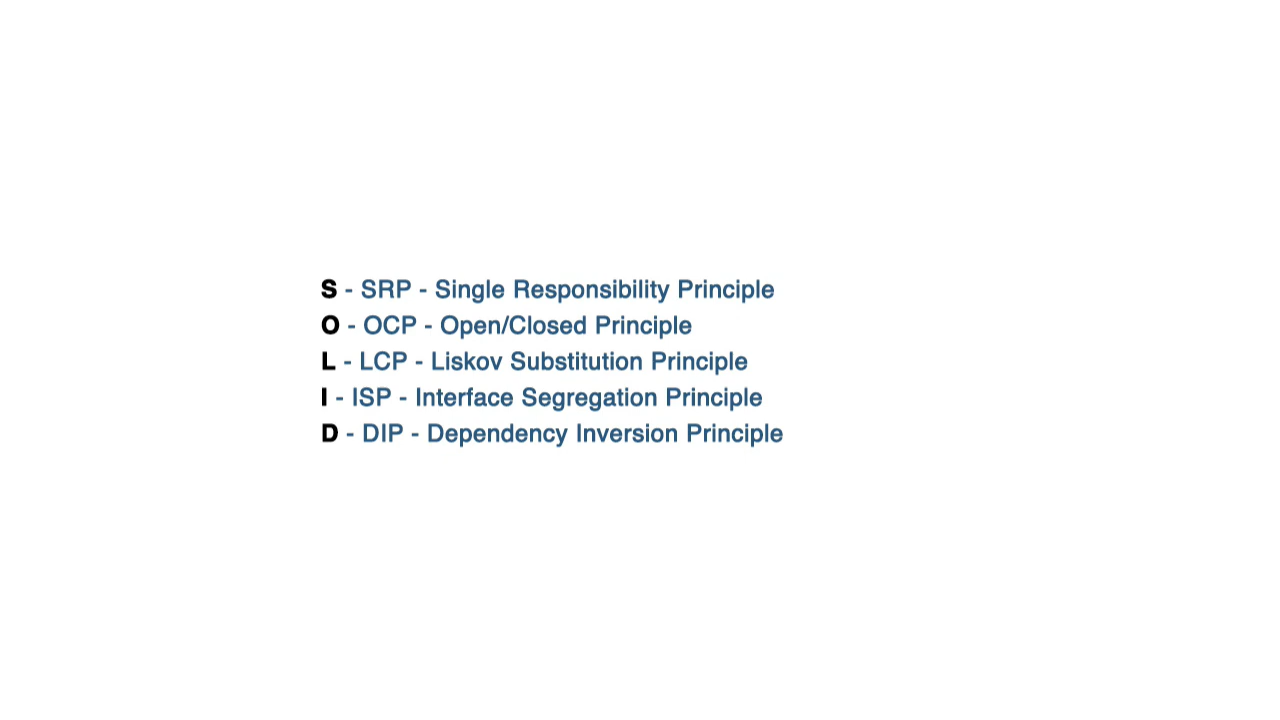 S - SRP - Single Responsibility Principle
O - OCP - Open/Closed Principle
L - LCP - Liskov Substitution Principle
I - ISP - Interface Segregation Principle
D - DIP - Dependency Inversion Principle